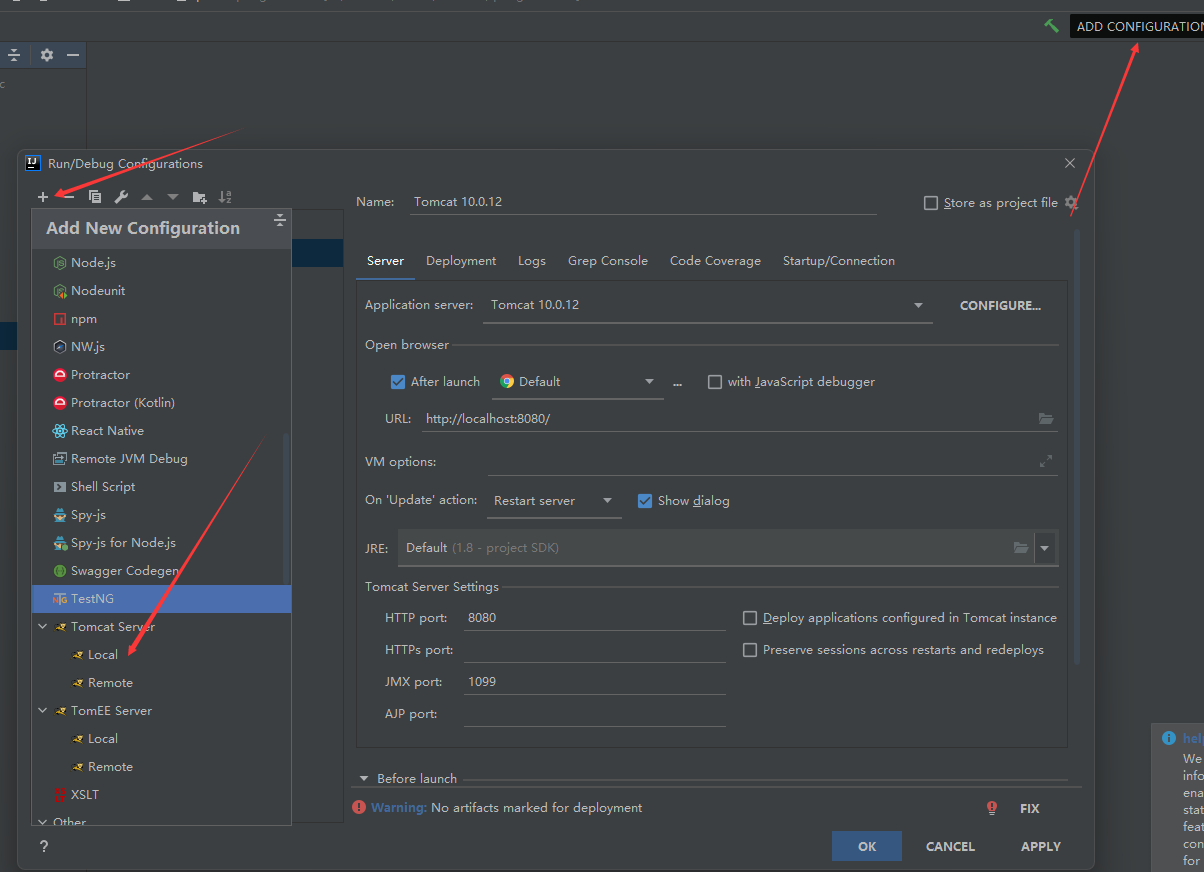 ADD CONFIGURATION
c
Run/Debug Configurations
Name: Tomcat 10.0.12
Store as project file
Add New Configuration
Node.js
Nodeunit
npm
NW.js
Protractor
Protractor (Kotlin)
React Native
Remote JVM Debug
Shell Script
Spy-js
Spy-js for Node.js
Swagger Codegen
TestNG
Tomcat Server
Local
Remote
TomEE Server
Local
Remote
XSLT
Other
Server Deployment Logs Grep Console Code Coverage Startup/Connection
Application server: Tomcat 10.0.12 CONFIGURE...
Open browser
After launch Default ... with JavaScript debugger
URL: http://localhost:8080/
VM options:
On 'Update' action: Restart server Show dialog
JRE: Default (1.8 - project SDK)
Tomcat Server Settings
HTTP port: 8080 Deploy applications configured in Tomcat instance
HTTPs port: Preserve sessions across restarts and redeploys
JMX port: 1099
AJP port:
Before launch
Warning: No artifacts marked for deployment FIX
? OK CANCEL APPLY
help
We
info
ena
stat
feat
con
for